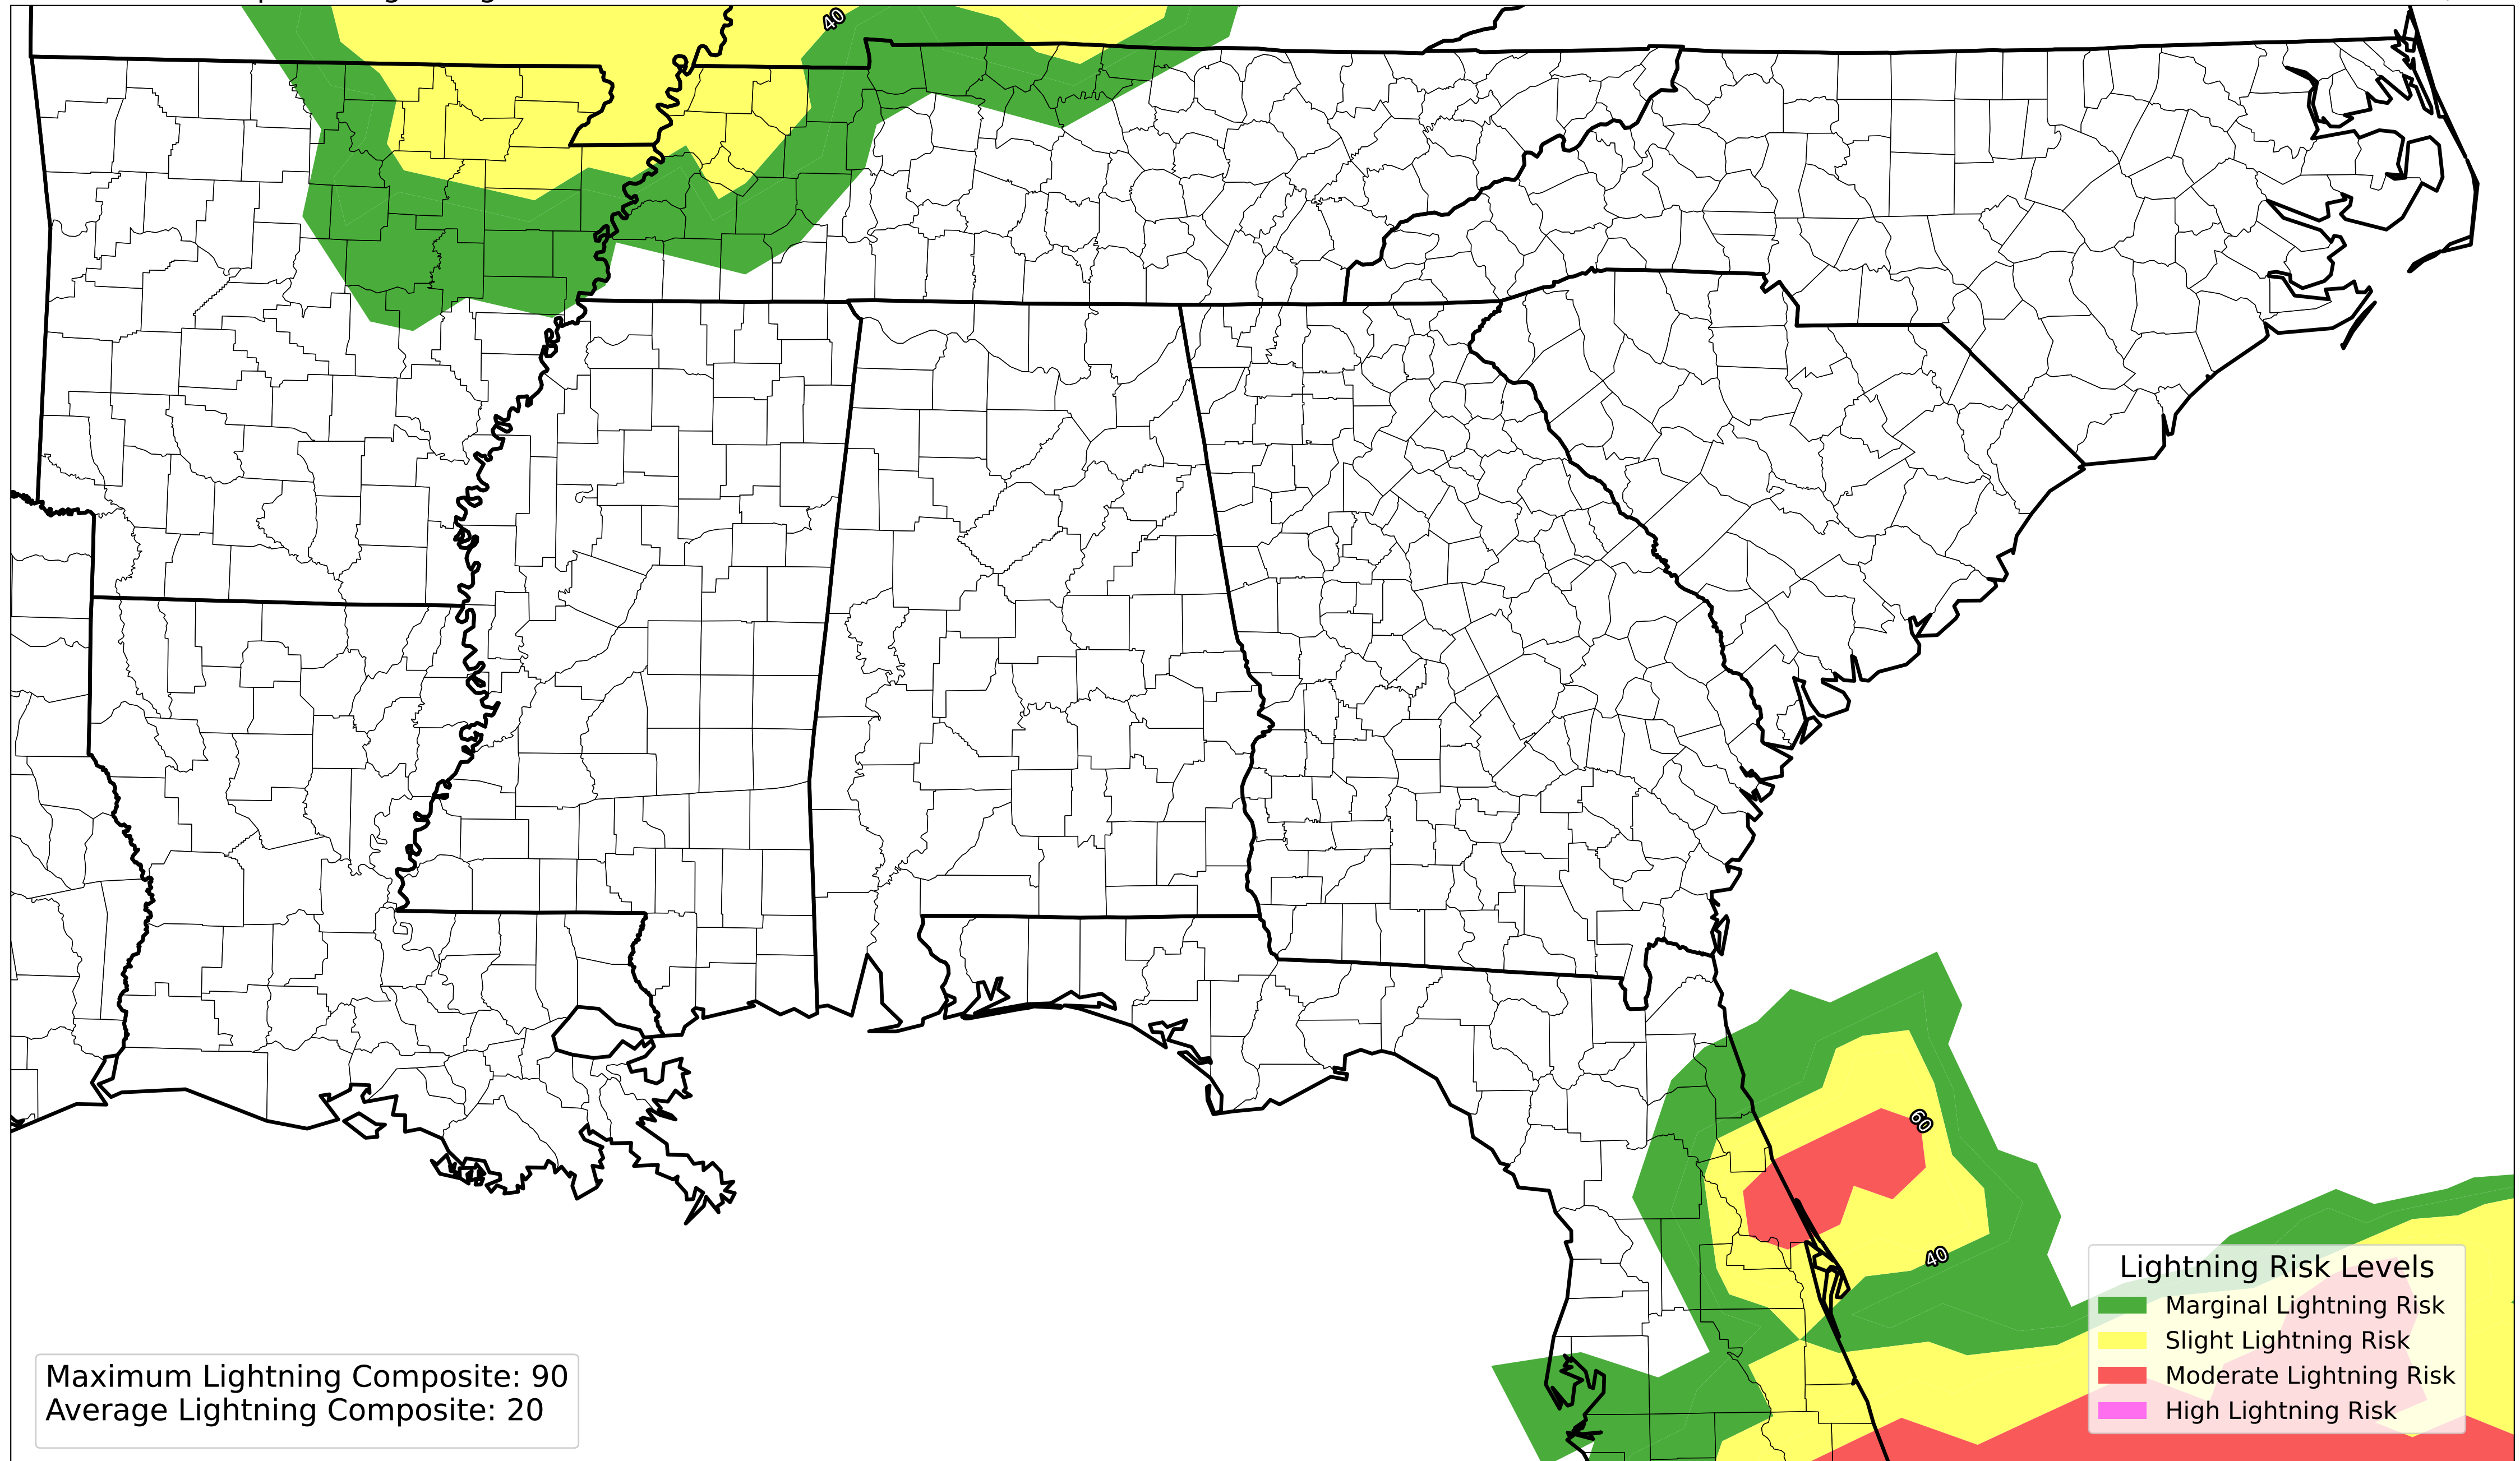 40
60
40
Lightning Risk Levels
Marginal Lightning Risk
Slight Lightning Risk
Moderate Lightning Risk
High Lightning Risk
Maximum Lightning Composite: 90
Average Lightning Composite: 20